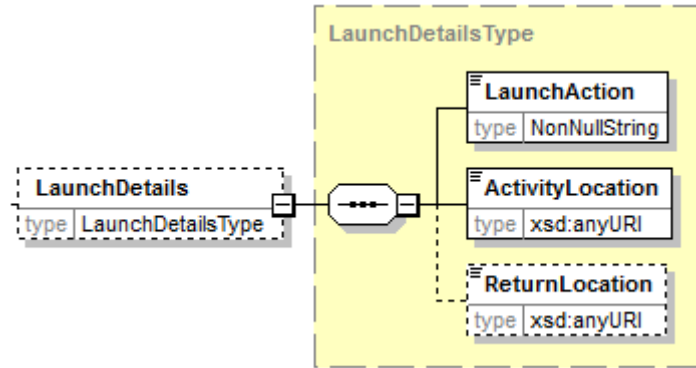 LaunchDetailsType
LaunchAction
type NonNullString
LaunchDetails
type LaunchDetailsType
ActivityLocation
type xsd:anyURI
ReturnLocation
type xsd:anyURI